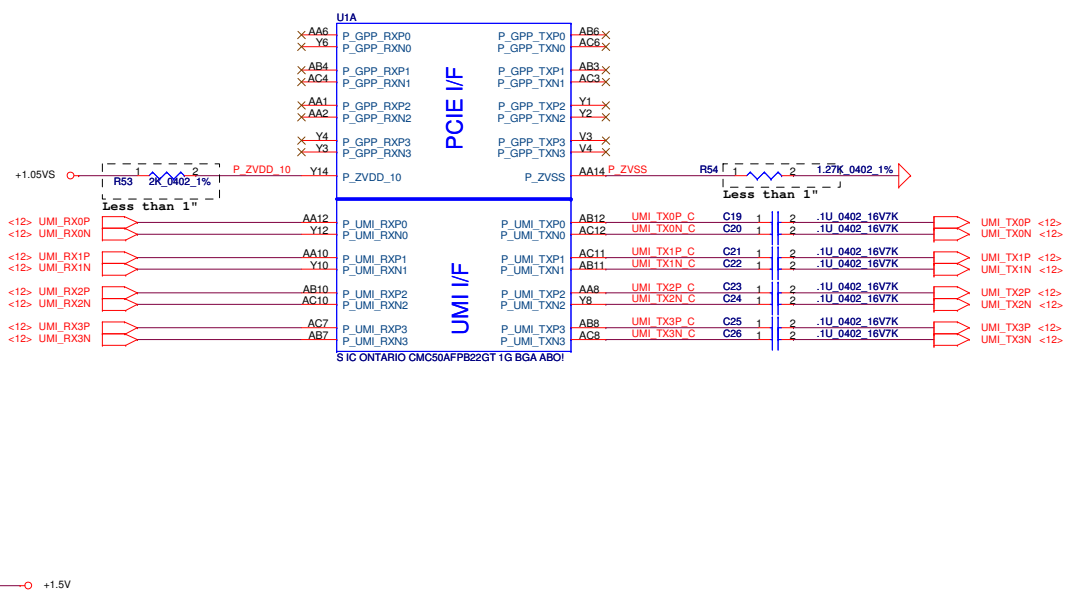 U1A
AA6 P_GPP_RXP0 P_GPP_TXP0 AB6
Y6 P_GPP_RXN0 P_GPP_TXN0 AC6
AB4 P_GPP_RXP1 P_GPP_TXP1 AB3
AC4 P_GPP_RXN1 P_GPP_TXN1 AC3
PCIE I/F
AA1 P_GPP_RXP2 P_GPP_TXP2 Y1
AA2 P_GPP_RXN2 P_GPP_TXN2 Y2
Y4 P_GPP_RXP3 P_GPP_TXP3 V3
Y3 P_GPP_RXN3 P_GPP_TXN3 V4
+1.05VS 1 2 P_ZVDD_10 Y14 P_ZVDD_10 P_ZVSS AA14 P_ZVSS R54 1 2 1.27K_0402_1%
R53 2K_0402_1%
Less than 1" Less than 1"
<12> UMI_RX0P AA12 P_UMI_RXP0 P_UMI_TXP0 AB12 UMI_TX0P_C C19 1 2 .1U_0402_16V7K UMI_TX0P <12>
<12> UMI_RX0N Y12 P_UMI_RXN0 P_UMI_TXN0 AC12 UMI_TX0N_C C20 1 2 .1U_0402_16V7K UMI_TX0N <12>
<12> UMI_RX1P AA10 P_UMI_RXP1 P_UMI_TXP1 AC11 UMI_TX1P_C C21 1 2 .1U_0402_16V7K UMI_TX1P <12>
<12> UMI_RX1N Y10 P_UMI_RXN1 P_UMI_TXN1 AB11 UMI_TX1N_C C22 1 2 .1U_0402_16V7K UMI_TX1N <12>
UMI I/F
<12> UMI_RX2P AB10 P_UMI_RXP2 P_UMI_TXP2 AA8 UMI_TX2P_C C23 1 2 .1U_0402_16V7K UMI_TX2P <12>
<12> UMI_RX2N AC10 P_UMI_RXN2 P_UMI_TXN2 Y8 UMI_TX2N_C C24 1 2 .1U_0402_16V7K UMI_TX2N <12>
<12> UMI_RX3P AC7 P_UMI_RXP3 P_UMI_TXP3 AB8 UMI_TX3P_C C25 1 2 .1U_0402_16V7K UMI_TX3P <12>
<12> UMI_RX3N AB7 P_UMI_RXN3 P_UMI_TXN3 AC8 UMI_TX3N_C C26 1 2 .1U_0402_16V7K UMI_TX3N <12>
S IC ONTARIO CMC50AFPB22GT 1G BGA ABO!
+1.5V